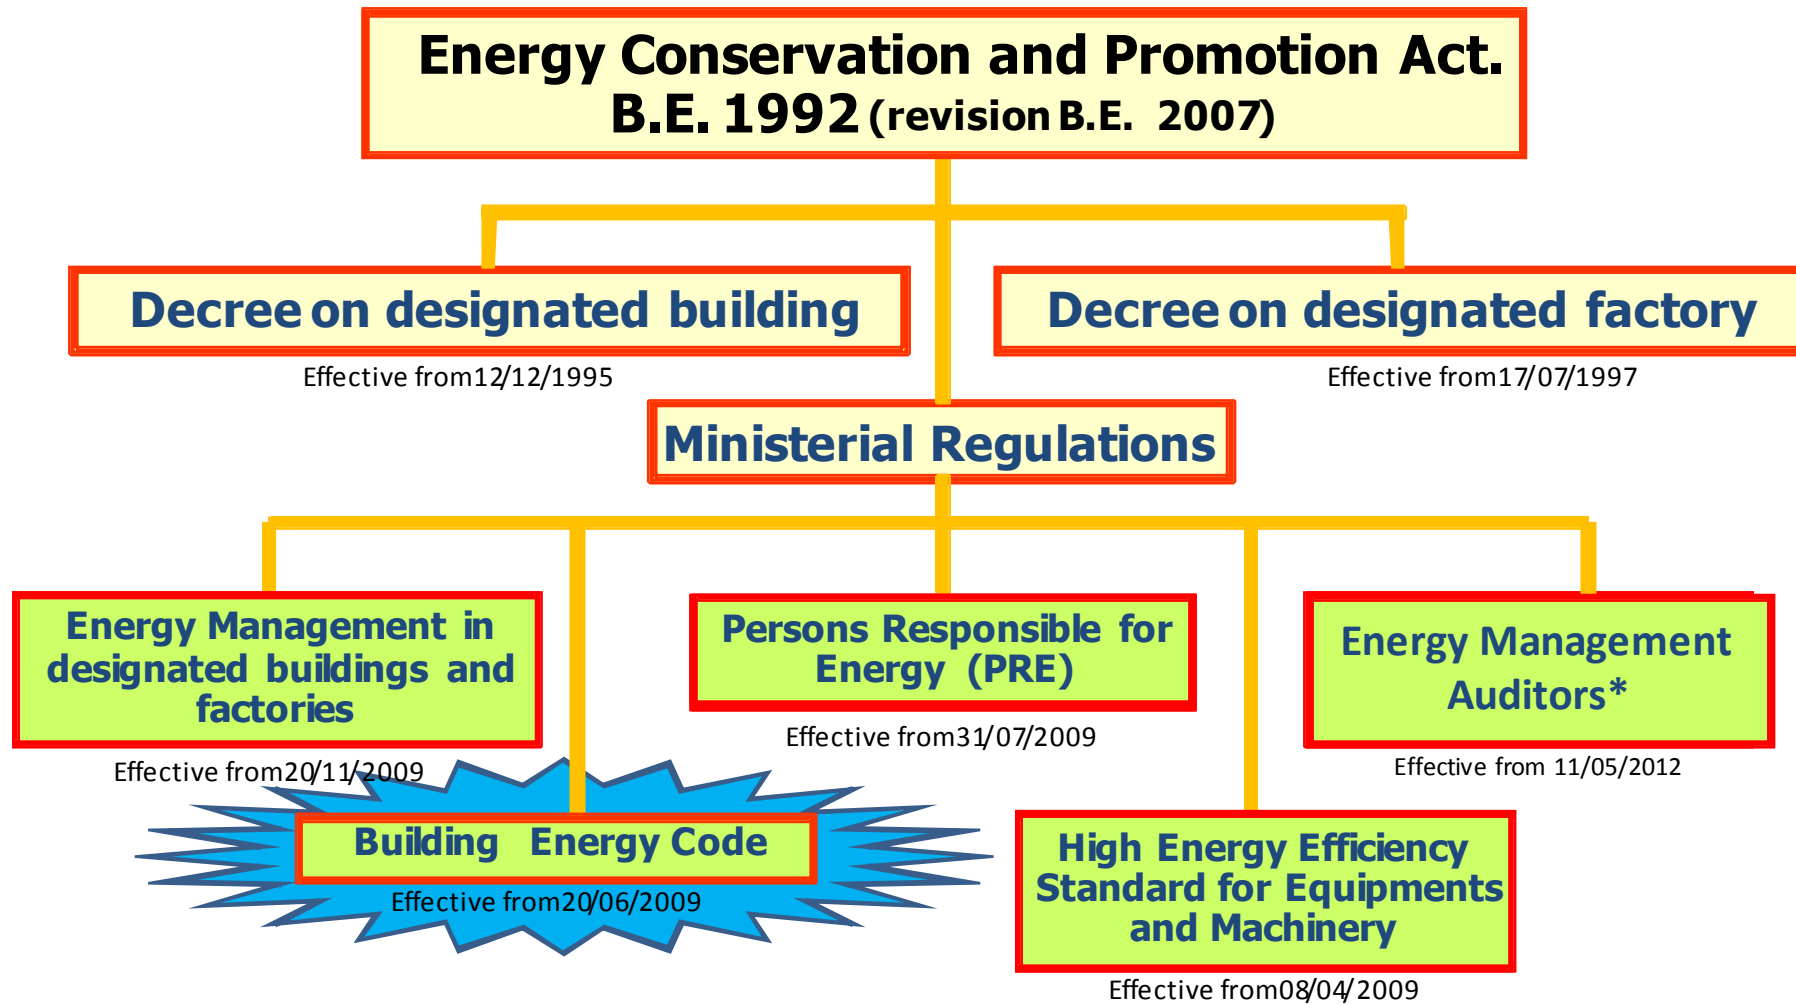 Energy Conservation and Promotion Act.
B.E. 1992 (revision B.E. 2007)
Decree on designated building
Effective from12/12/1995
Decree on designated factory
Effective from17/07/1997
Ministerial Regulations
Energy Management in
designated buildings and
factories
Effective from20/11/2009
Persons Responsible for
Energy (PRE)
Effective from31/07/2009
Energy Management
Auditors*
Effective from 11/05/2012
Building Energy Code
Effective from20/06/2009
High Energy Efficiency
Standard for Equipments
and Machinery
Effective from08/04/2009